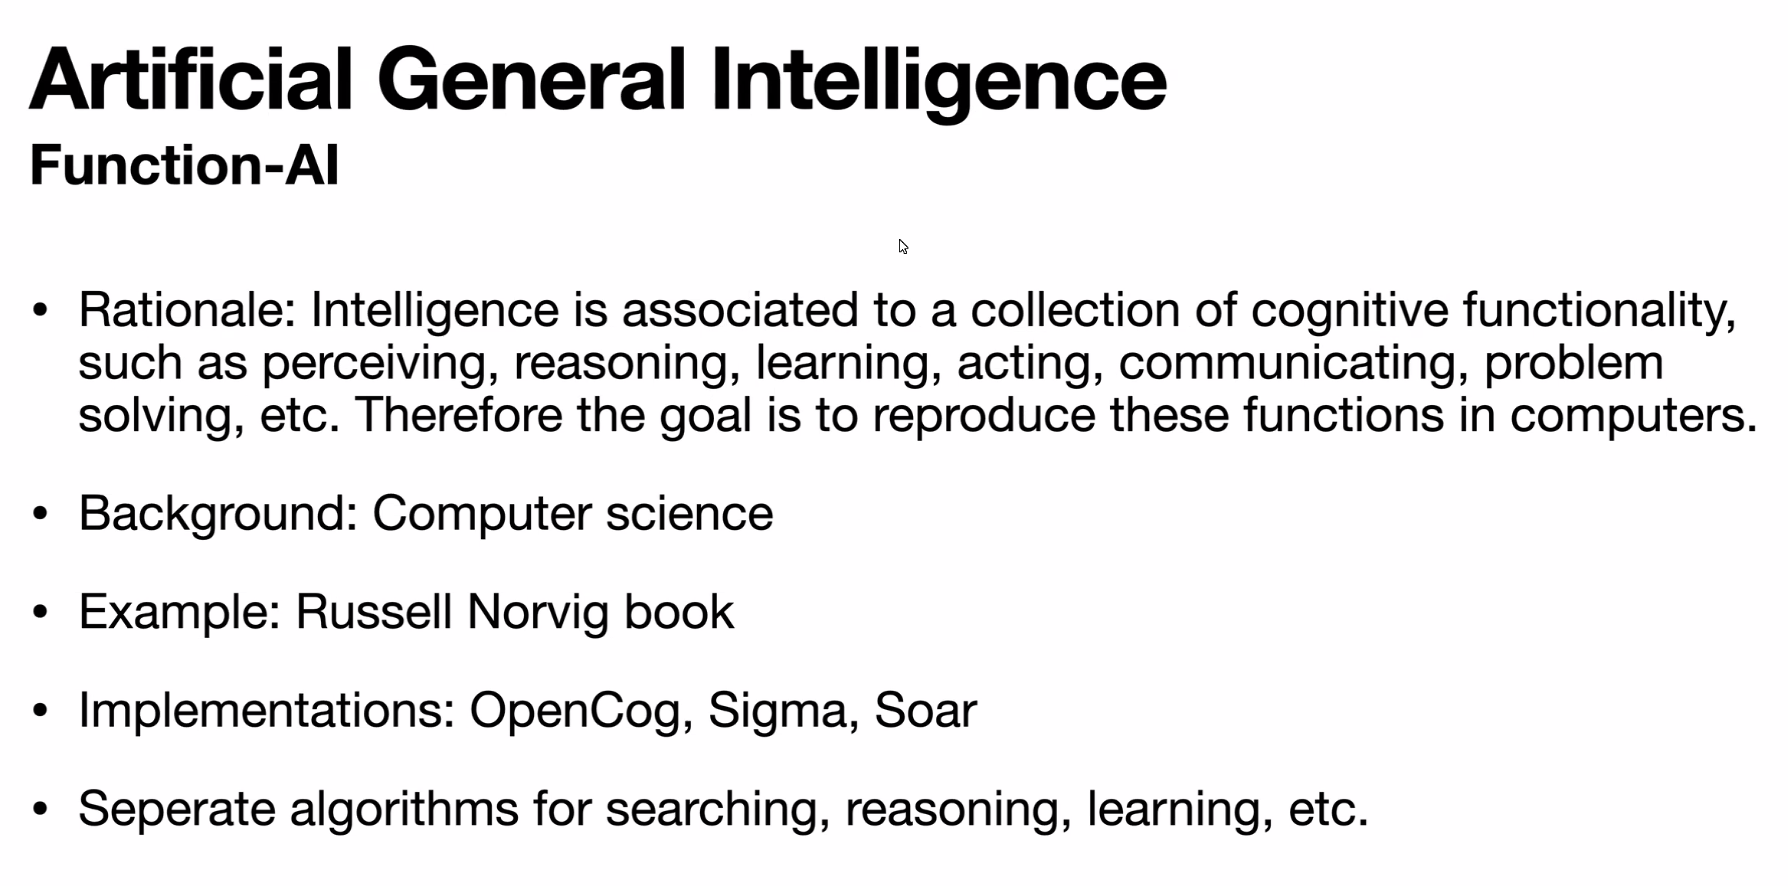 Artificial General Intelligence
Function-AI
• Rationale: Intelligence is associated to a collection of cognitive functionality,
such as perceiving, reasoning, learning, acting, communicating, problem
solving, etc. Therefore the goal is to reproduce these functions in computers.
• Background: Computer science
• Example: Russell Norvig book
• Implementations: OpenCog, Sigma, Soar
• Seperate algorithms for searching, reasoning, learning, etc.